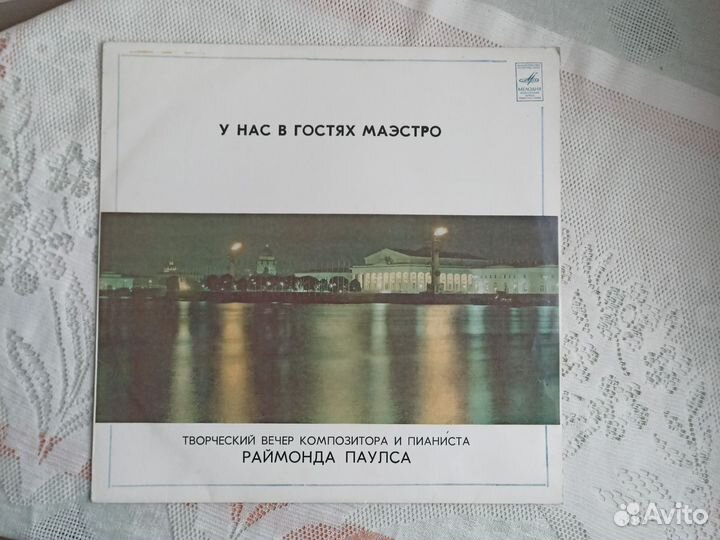 МЕЛОДИЯ
У НАС В ГОСТЯХ МАЭСТРО
ТВОРЧЕСКИЙ ВЕЧЕР КОМПОЗИТОРА И ПИАНИСТА
РАЙМОНДА ПАУЛСА
Avito